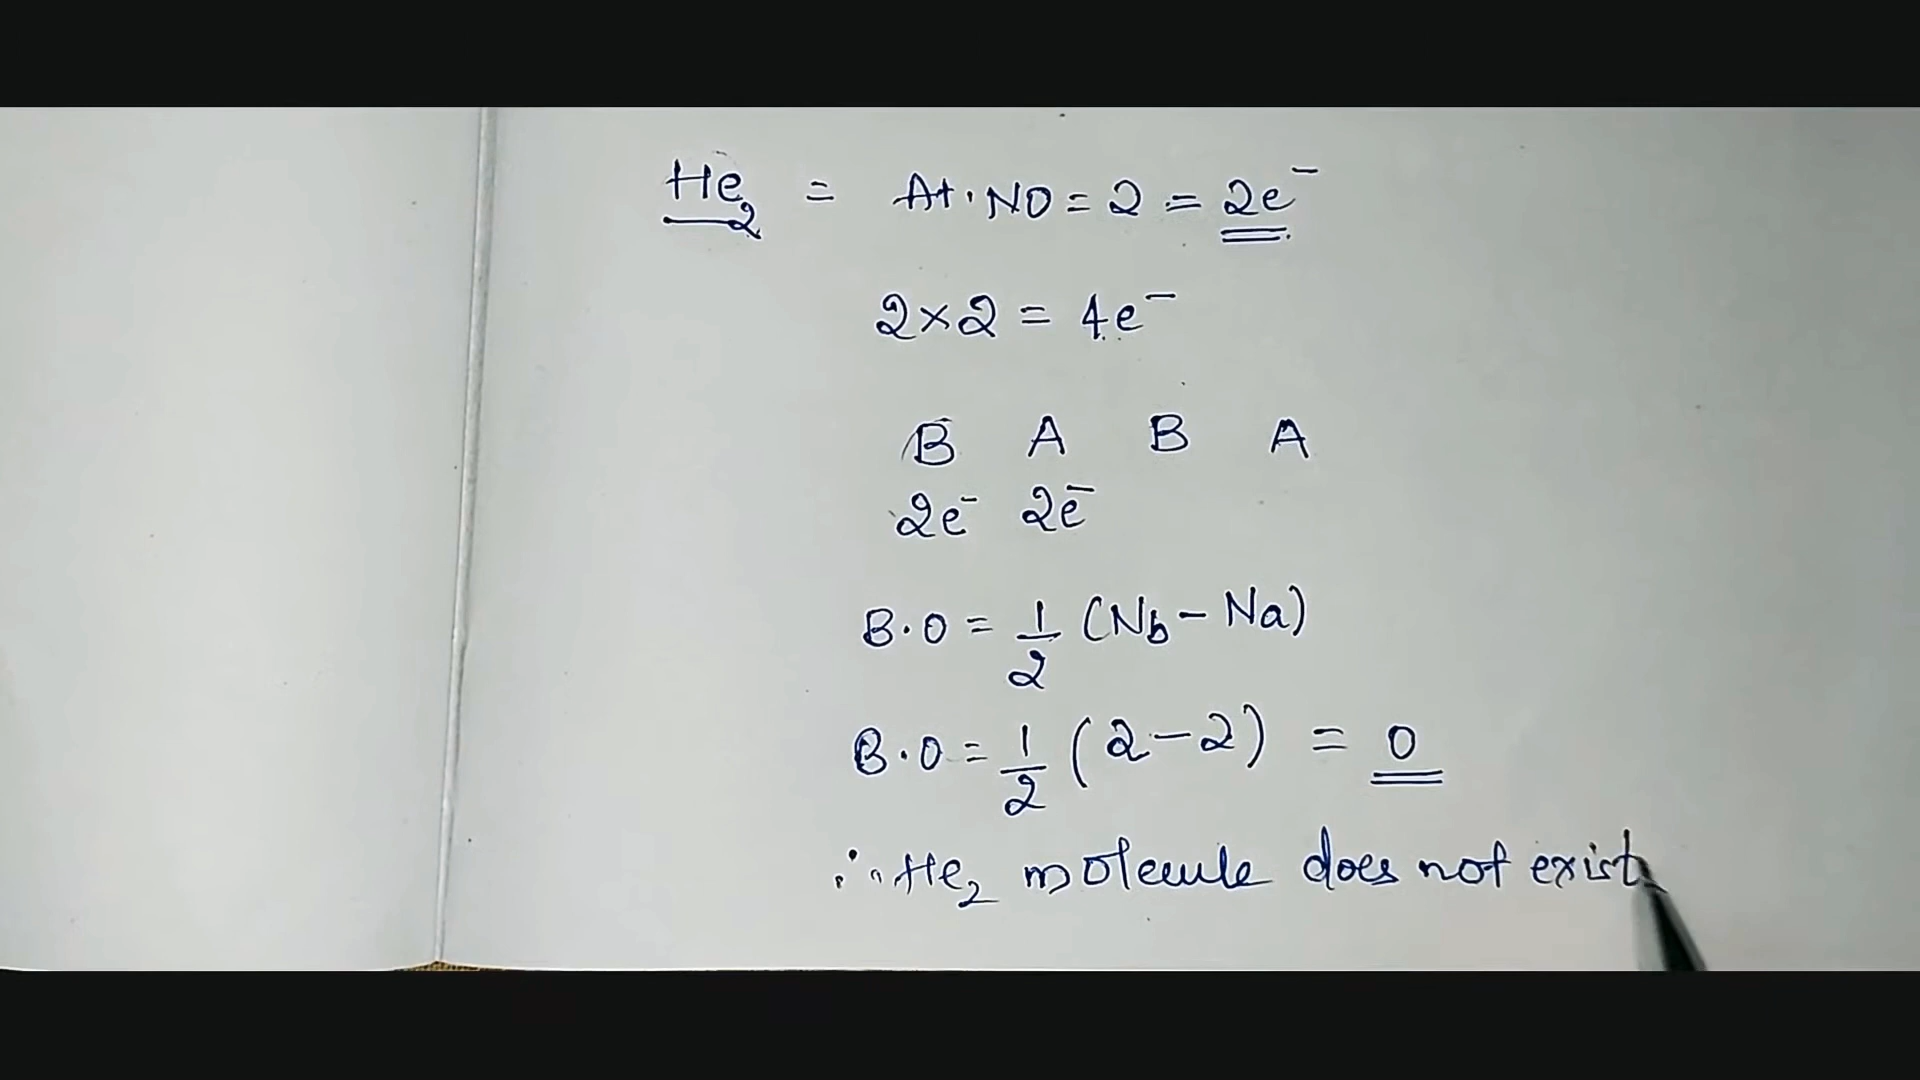 He₂ = At. NO = 2 = 2e⁻
2×2 = 4e⁻
B A B A
2e⁻ 2e⁻
B.O = 1/2 (Nb - Na)
B.O = 1/2 (2-2) = 0
∴ He₂ molecule does not exist